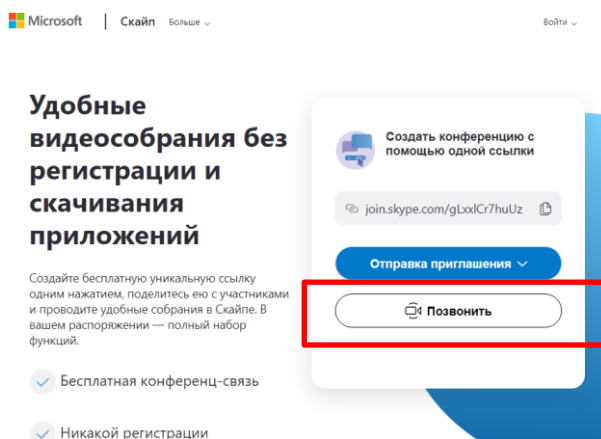 Microsoft | Скайп Больше Войти
Удобные
видеособрания без
регистрации и
скачивания
приложений
Создайте бесплатную уникальную ссылку
одним нажатием, поделитесь ею с участниками
и проводите удобные собрания в Скайпе. В
вашем распоряжении — полный набор
функций.
Бесплатная конференц-связь
Никакой регистрации
Создать конференцию с
помощью одной ссылки
join.skype.com/gLxxlCr7huUz
Отправка приглашения
Позвонить